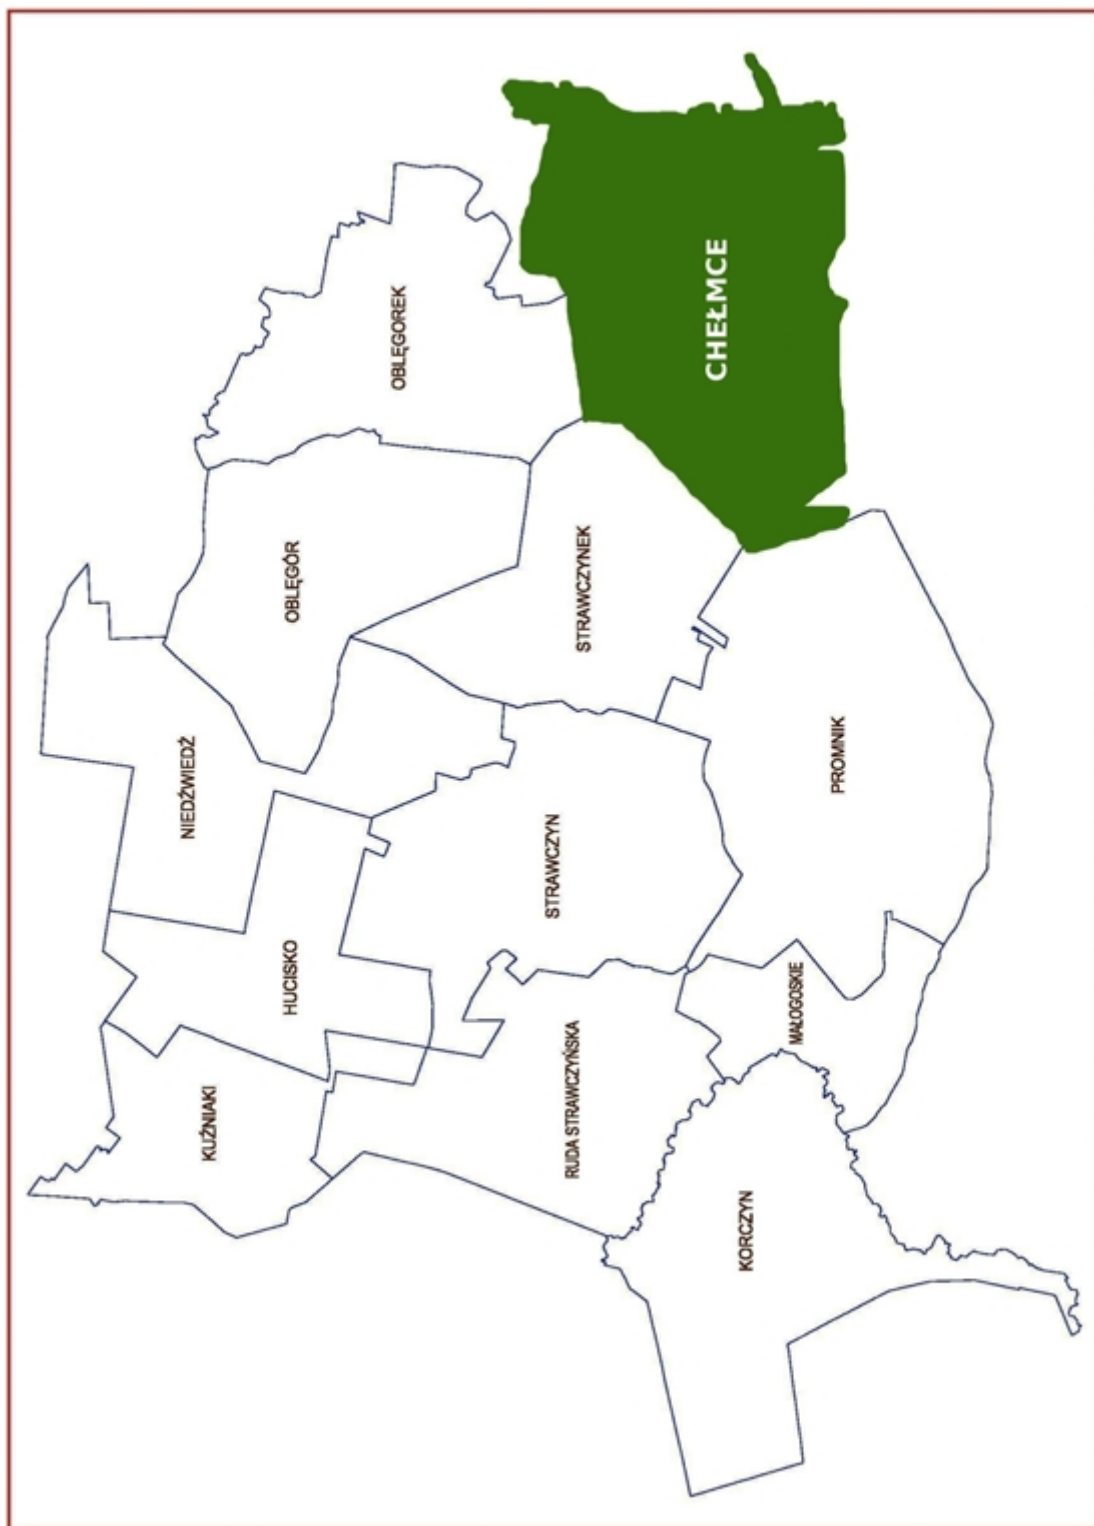 KUŹNIAKI
NIEDŹWIEDŹ
HUCISKO
OBLĘGÓR
OBLĘGOREK
RUDA STRAWCZYŃSKA
STRAWCZYN
STRAWCZYNEK
CHEŁMCE
KORCZYN
MAŁOGOSKIE
PROMNIK